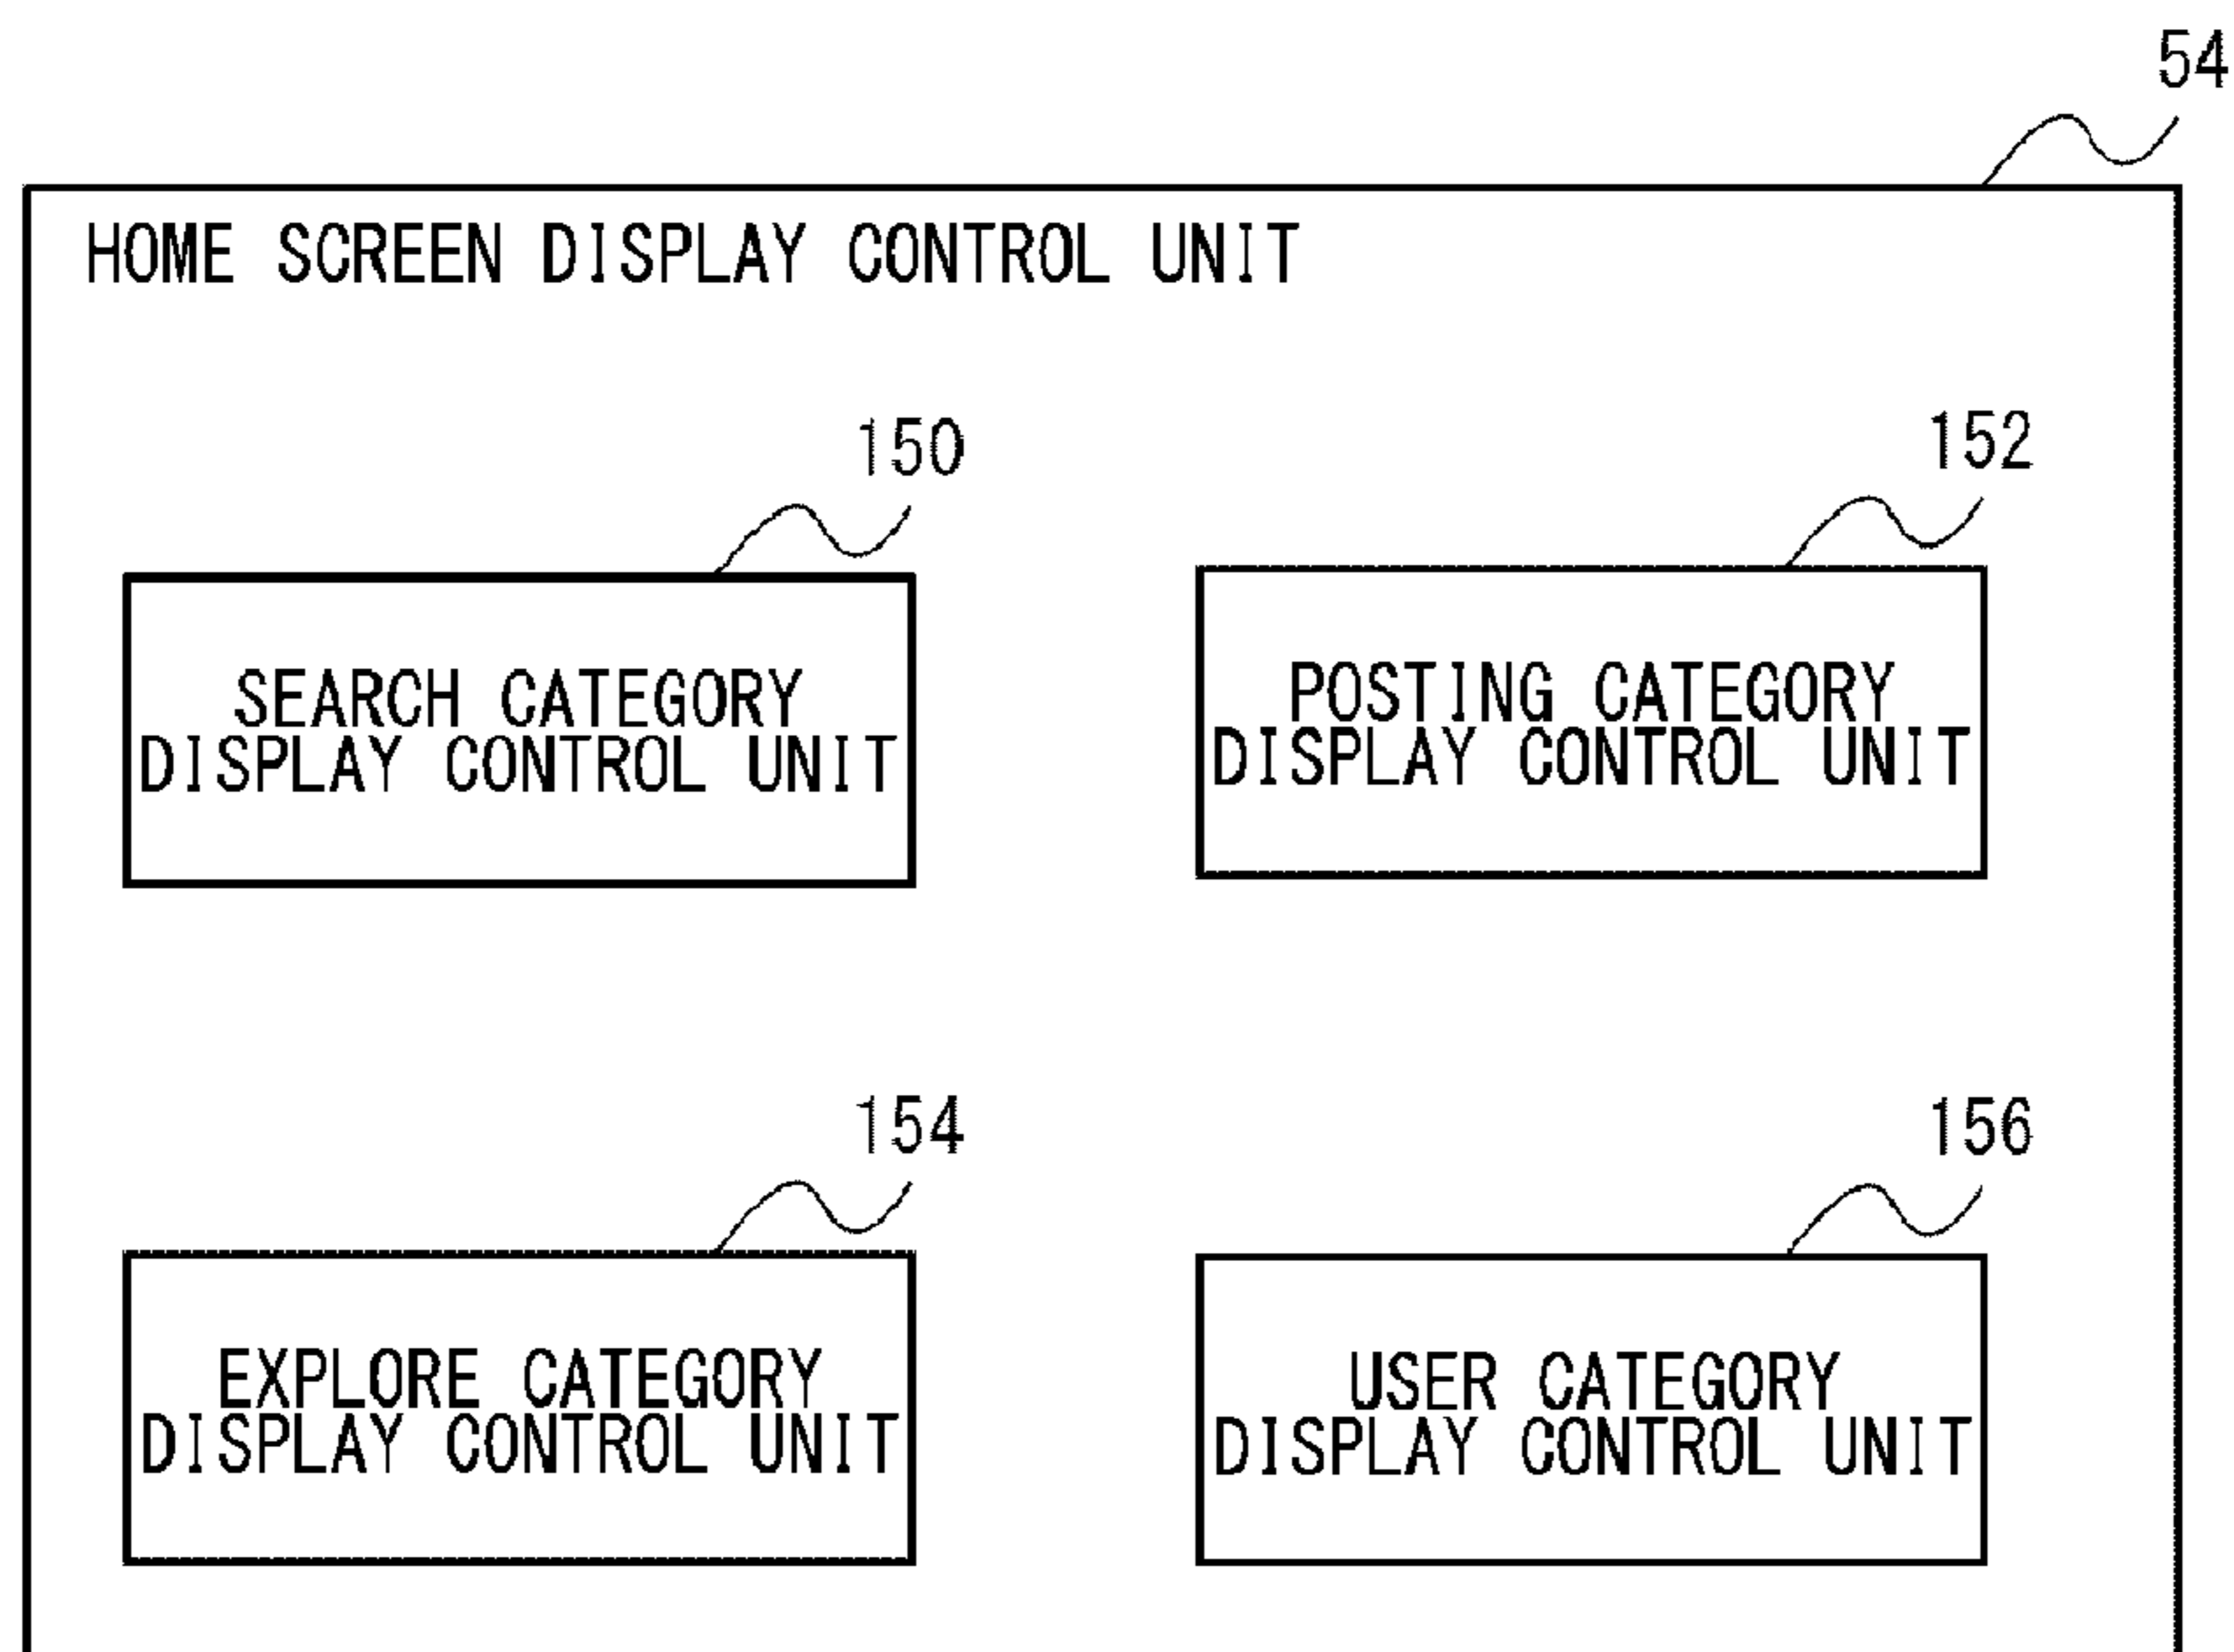 54
HOME SCREEN DISPLAY CONTROL UNIT
150
152
SEARCH CATEGORY
DISPLAY CONTROL UNIT
POSTING CATEGORY
DISPLAY CONTROL UNIT
154
156
EXPLORE CATEGORY
DISPLAY CONTROL UNIT
USER CATEGORY
DISPLAY CONTROL UNIT